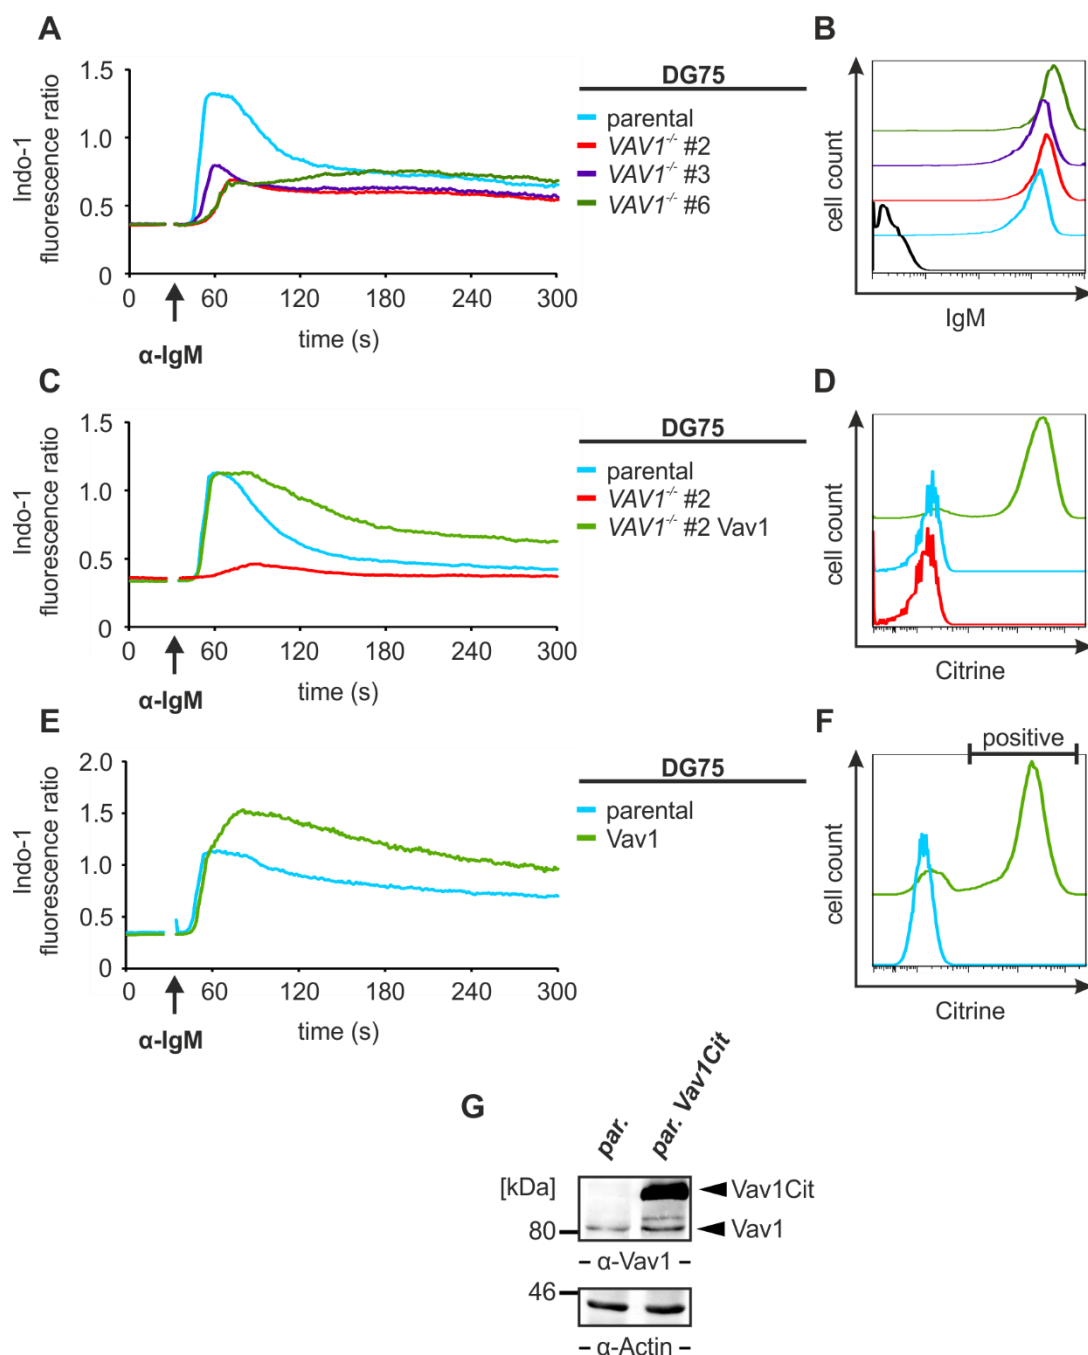 A
Indo-1
fluorescence ratio
1.5
1.0
0.5
0
0 60 120 180 240 300
time (s)
α-IgM
DG75
parental
VAV1-/- #2
VAV1-/- #3
VAV1-/- #6
B
cell count
IgM
C
Indo-1
fluorescence ratio
1.5
1.0
0.5
0
0 60 120 180 240 300
time (s)
α-IgM
DG75
parental
VAV1-/- #2
VAV1-/- #2 Vav1
D
cell count
Citrine
E
Indo-1
fluorescence ratio
2.0
1.5
1.0
0.5
0
0 60 120 180 240 300
time (s)
α-IgM
DG75
parental
Vav1
F
positive
cell count
Citrine
G
par. par. Vav1Cit
[kDa]
Vav1Cit
80
Vav1
- α-Vav1 -
46
- α-Actin -